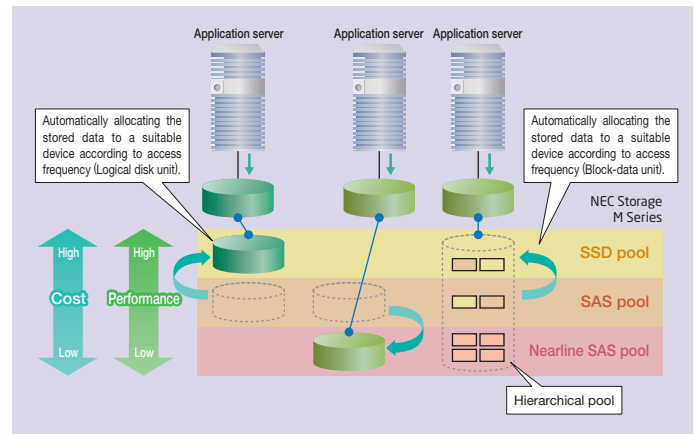 Application server
Application server
Application server
Automatically allocating the
stored data to a suitable
device according to access
frequency (Logical disk unit).
Automatically allocating the
stored data to a suitable
device according to access
frequency (Block-data unit).
NEC Storage
M Series
High
High
Cost
Performance
Low
Low
SSD pool
SAS pool
Nearline SAS pool
Hierarchical pool